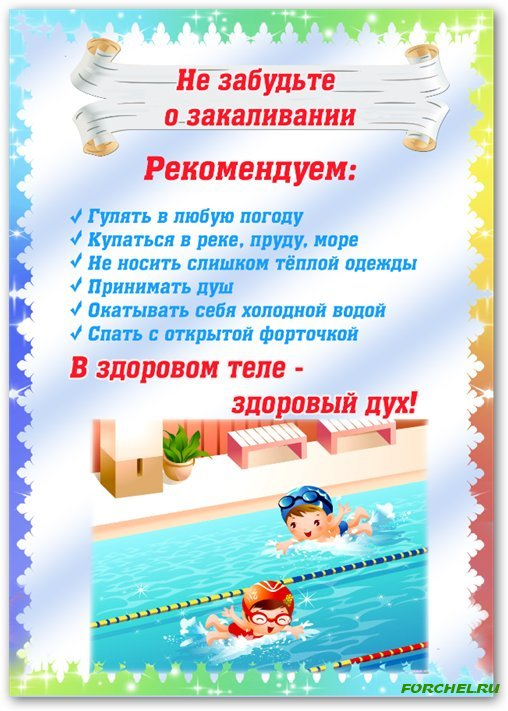 Не забудьте
о закаливании
Рекомендуем:
✓ Гулять в любую погоду
✓ Купаться в реке, пруду, море
✓ Не носить слишком тёплой одежды
✓ Принимать душ
✓ Окатывать себя холодной водой
✓ Спать с открытой форточкой
В здоровом теле -
здоровый дух!
FORCHEL.RU